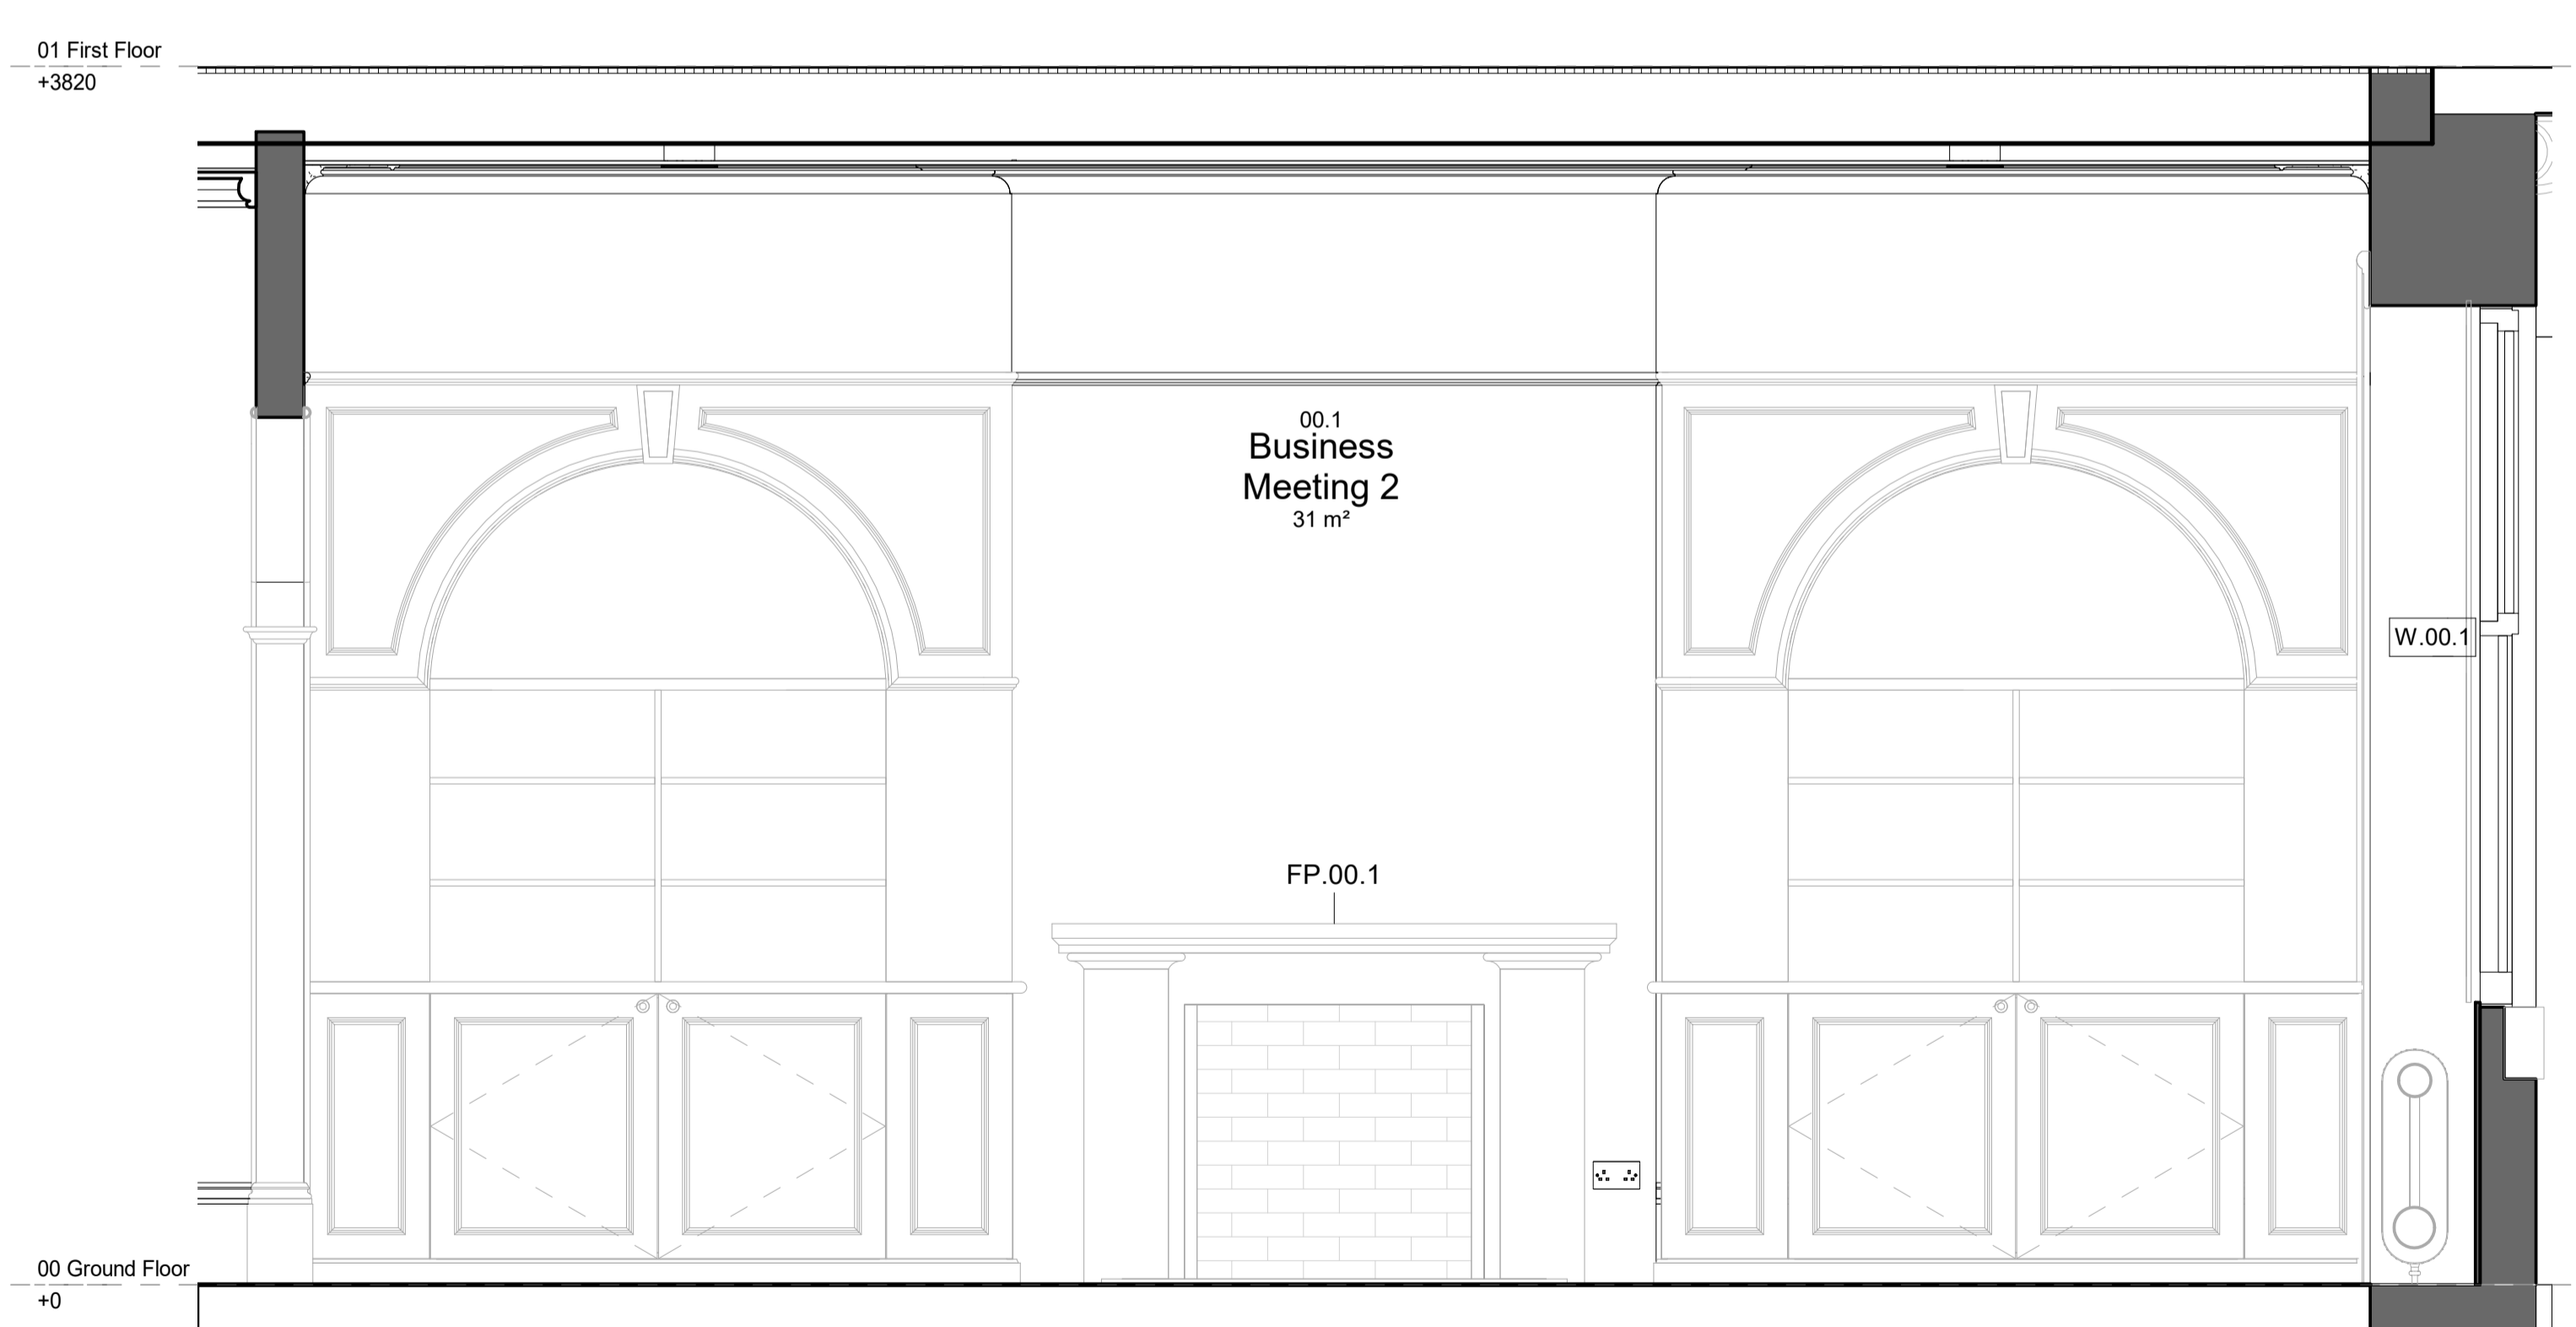 01 First Floor
+3820
00.1
Business
Meeting 2
31 m²
W.00.1
FP.00.1
00 Ground Floor
+0